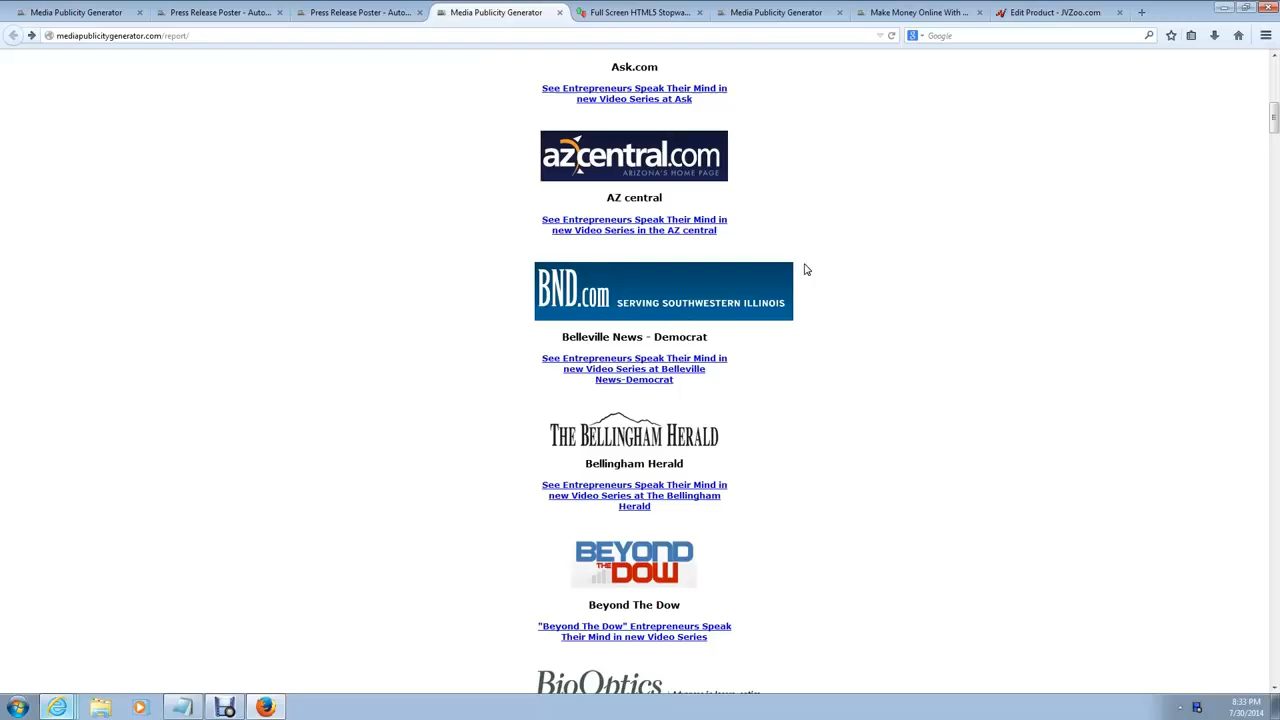 Media Publicity Generator
Press Release Poster - Auto...
Press Release Poster - Auto...
Media Publicity Generator
Full Screen HTML5 Stopwa...
Media Publicity Generator
Make Money Online With ...
Edit Product - JVZoo.com
mediapublicitygenerator.com/report/
Google
Ask.com
See Entrepreneurs Speak Their Mind in
new Video Series at Ask
azcentral.com
ARIZONA'S HOME PAGE
AZ central
See Entrepreneurs Speak Their Mind in
new Video Series in the AZ central
BND.com SERVING SOUTHWESTERN ILLINOIS
Belleville News - Democrat
See Entrepreneurs Speak Their Mind in
new Video Series at Belleville
News-Democrat
THE BELLINGHAM HERALD
Bellingham Herald
See Entrepreneurs Speak Their Mind in
new Video Series at The Bellingham
Herald
BEYOND
THE DOW
Beyond The Dow
"Beyond The Dow" Entrepreneurs Speak
Their Mind in new Video Series
BioOptics
8:33 PM
7/30/2014